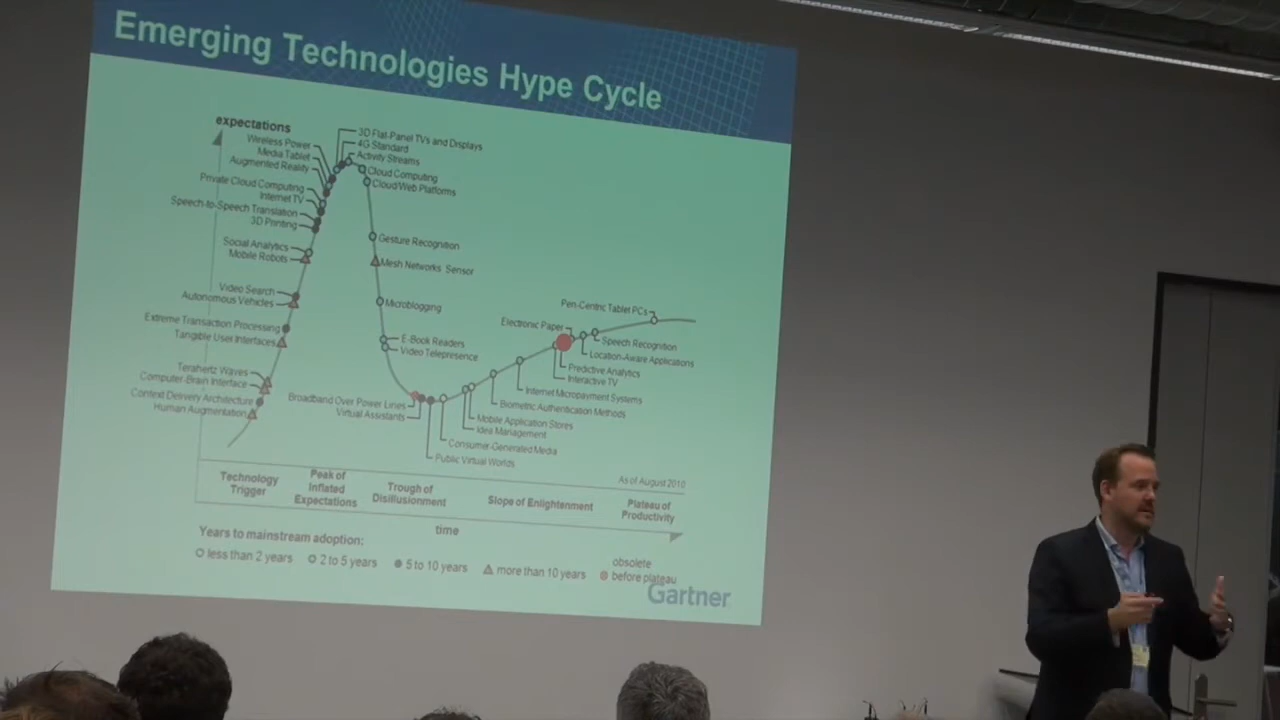 Emerging Technologies Hype Cycle
expectations
Wireless Power
Media Tablet
Augmented Reality
Private Cloud Computing
Internet TV
Speech-to-Speech Translation
3D Printing
Social Analytics
Mobile Robots
Video Search
Autonomous Vehicles
Extreme Transaction Processing
Tangible User Interfaces
Terahertz Waves
Computer-Brain Interface
Context Delivery Architecture
Human Augmentation
3D Flat-Panel TVs and Displays
4G Standard
Activity Streams
Cloud Computing
Cloud/Web Platforms
Gesture Recognition
Mesh Networks Sensor
Microblogging
E-Book Readers
Video Telepresence
Broadband Over Power Lines
Virtual Assistants
Public Virtual Worlds
Consumer-Generated Media
Idea Management
Mobile Application Stores
Biometric Authentication Methods
Internet Micropayment Systems
Interactive TV
Predictive Analytics
Electronic Paper
Location-Aware Applications
Speech Recognition
Pen-Centric Tablet PCs
As of August 2010
Technology
Trigger
Peak of
Inflated
Expectations
Trough of
Disillusionment
Slope of Enlightenment
Plateau of
Productivity
time
Years to mainstream adoption:
less than 2 years
2 to 5 years
5 to 10 years
more than 10 years
obsolete
before plateau
Gartner